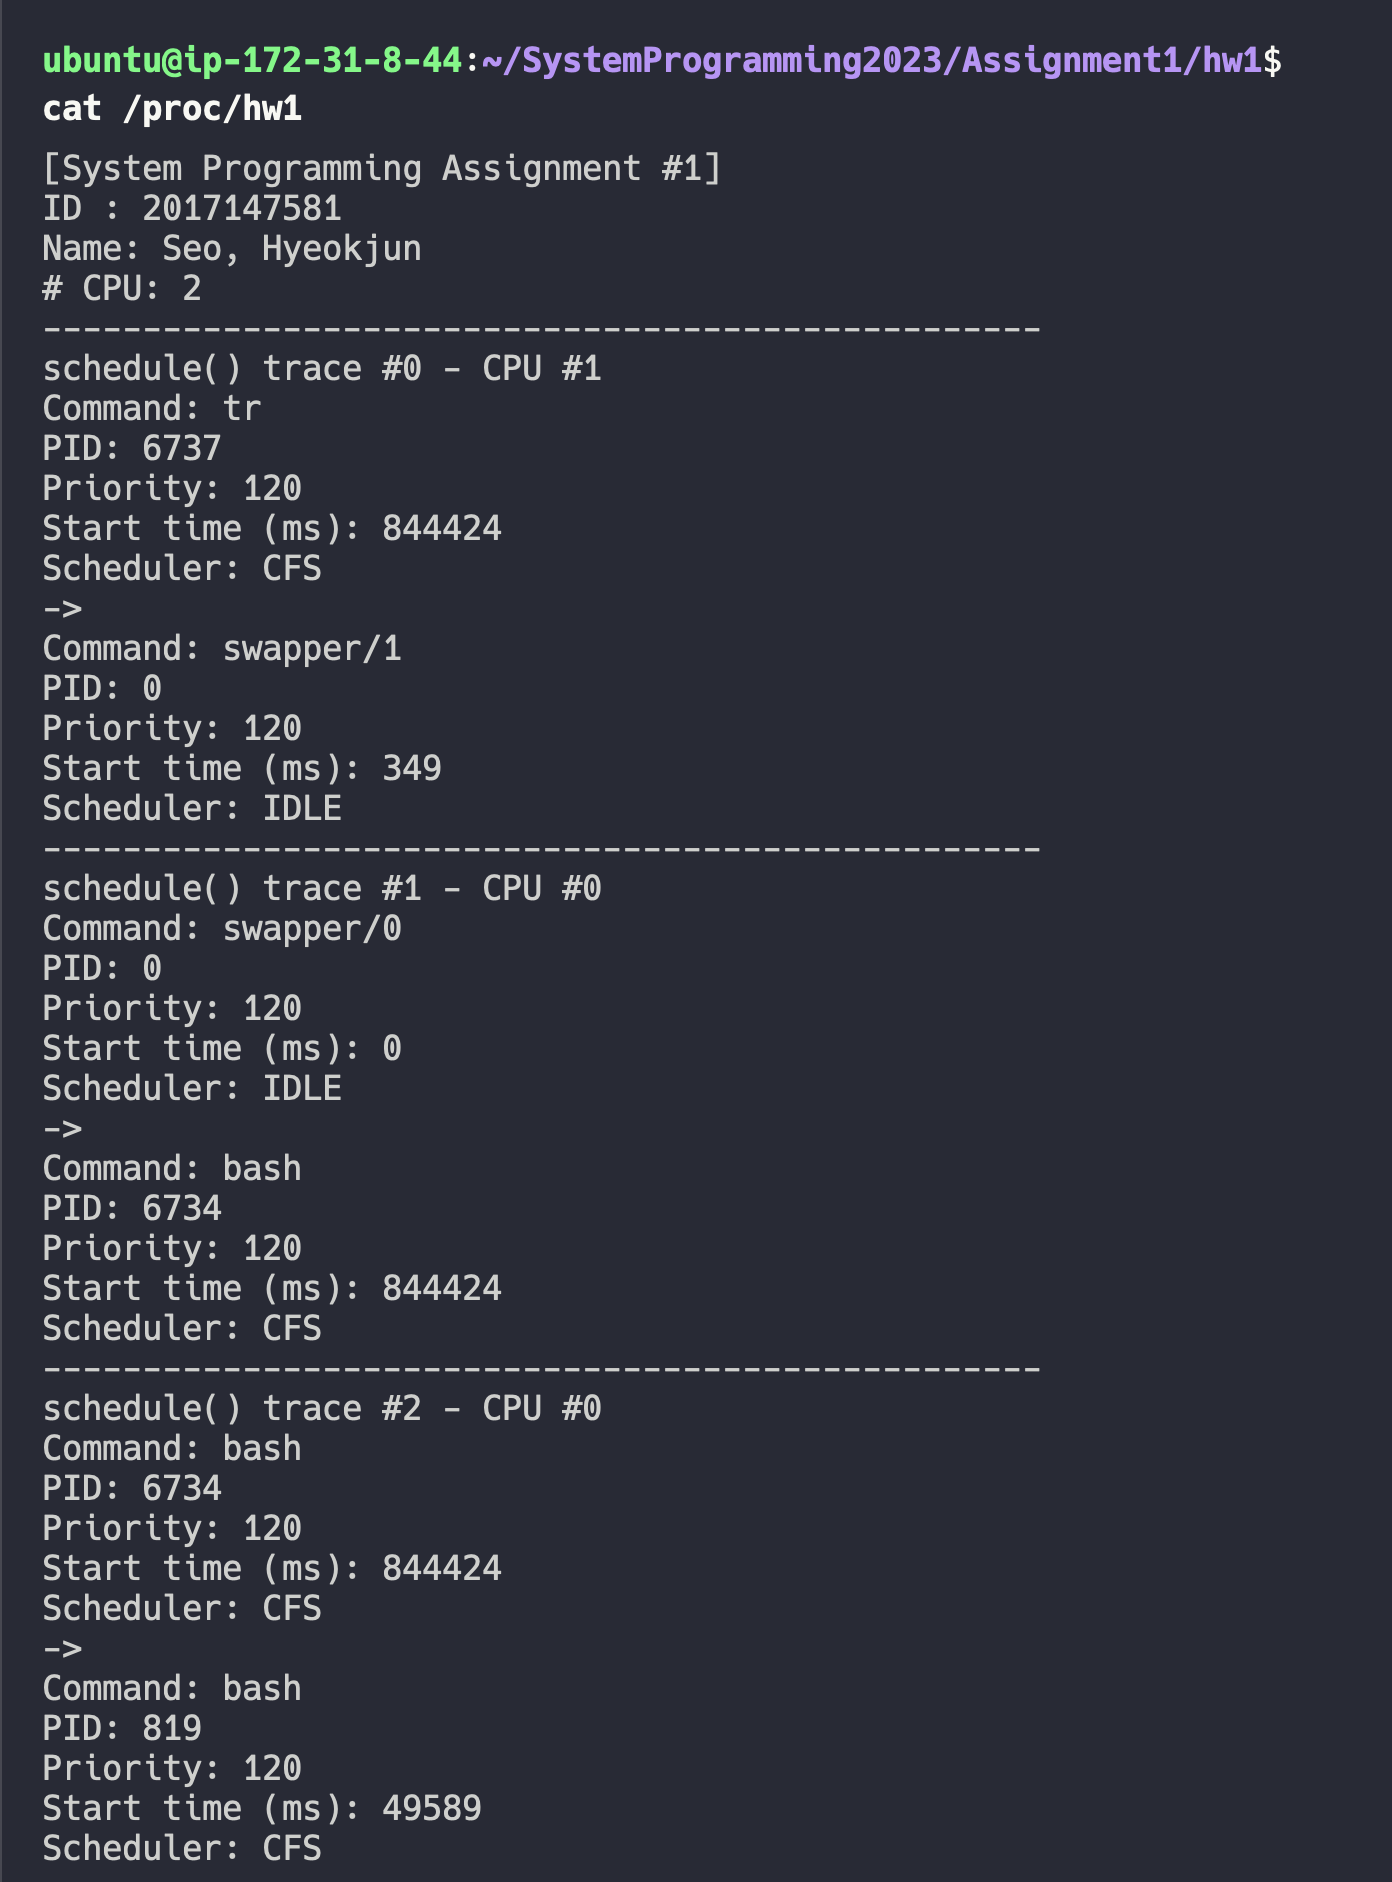 ubuntu@ip-172-31-8-44:~/SystemProgramming2023/Assignment1/hw1$
cat /proc/hw1
[System Programming Assignment #1]
ID : 2017147581
Name: Seo, Hyeokjun
# CPU: 2
--------------------------------------------------
schedule() trace #0 - CPU #1
Command: tr
PID: 6737
Priority: 120
Start time (ms): 844424
Scheduler: CFS
->
Command: swapper/1
PID: 0
Priority: 120
Start time (ms): 349
Scheduler: IDLE
--------------------------------------------------
schedule() trace #1 - CPU #0
Command: swapper/0
PID: 0
Priority: 120
Start time (ms): 0
Scheduler: IDLE
->
Command: bash
PID: 6734
Priority: 120
Start time (ms): 844424
Scheduler: CFS
--------------------------------------------------
schedule() trace #2 - CPU #0
Command: bash
PID: 6734
Priority: 120
Start time (ms): 844424
Scheduler: CFS
->
Command: bash
PID: 819
Priority: 120
Start time (ms): 49589
Scheduler: CFS